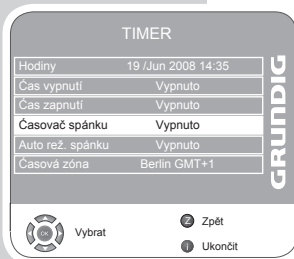 TIMER
Hodiny 19 /Jun 2008 14:35
Čas vypnutí Vypnuto
Čas zapnutí Vypnuto
Časovač spánku Vypnuto
Auto rež. spánku Vypnuto
Časová zóna Berlin GMT+1
GRUNDIG
OK Vybrat
Z Zpět
i Ukončit